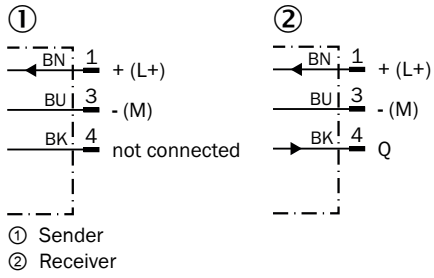 ① ②
BN 1 + (L+) BN 1 + (L+)
BU 3 - (M) BU 3 - (M)
BK 4 not connected BK 4 Q
① Sender
② Receiver